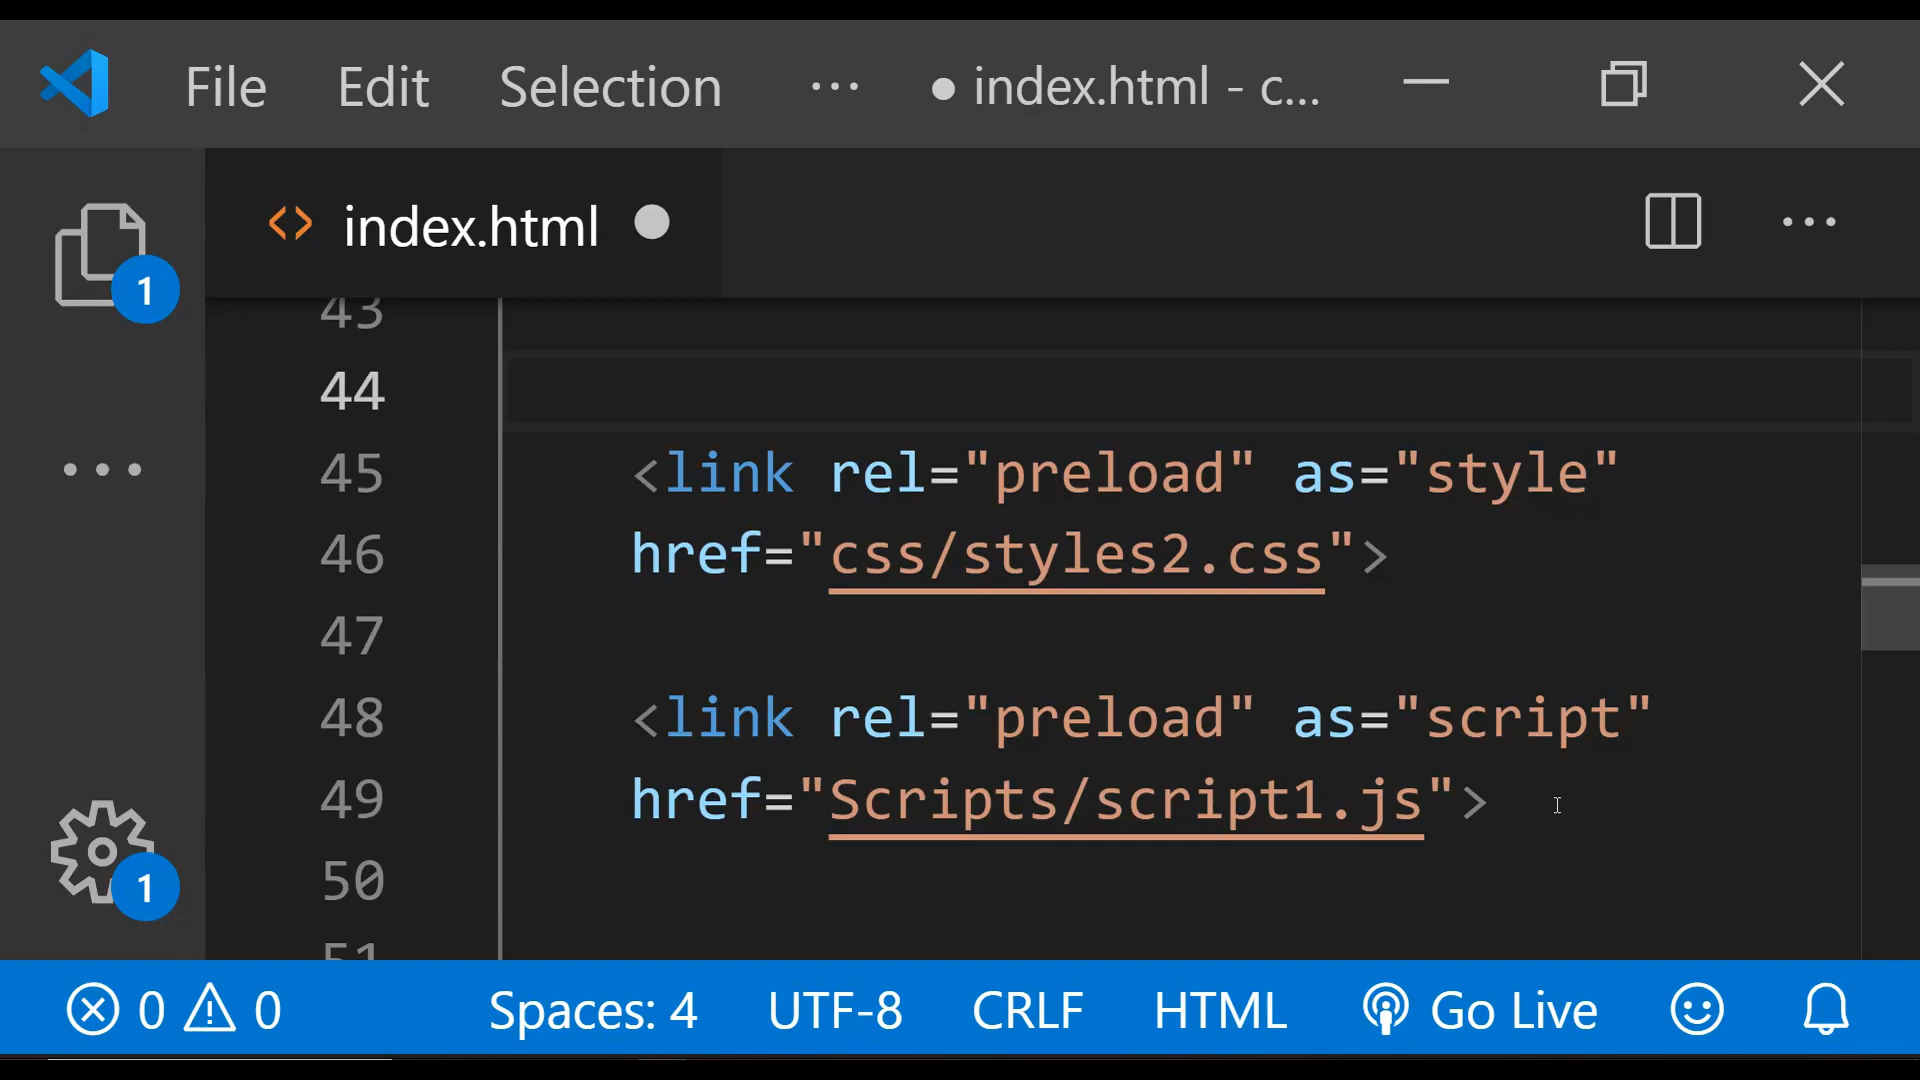 File Edit Selection ··· ● index.html - c...
<> index.html ●
1
43
44
45 <link rel="preload" as="style"
46 href="css/styles2.css">
47
48 <link rel="preload" as="script"
49 href="Scripts/script1.js">
50
51
1
0 0 Spaces: 4 UTF-8 CRLF HTML Go Live